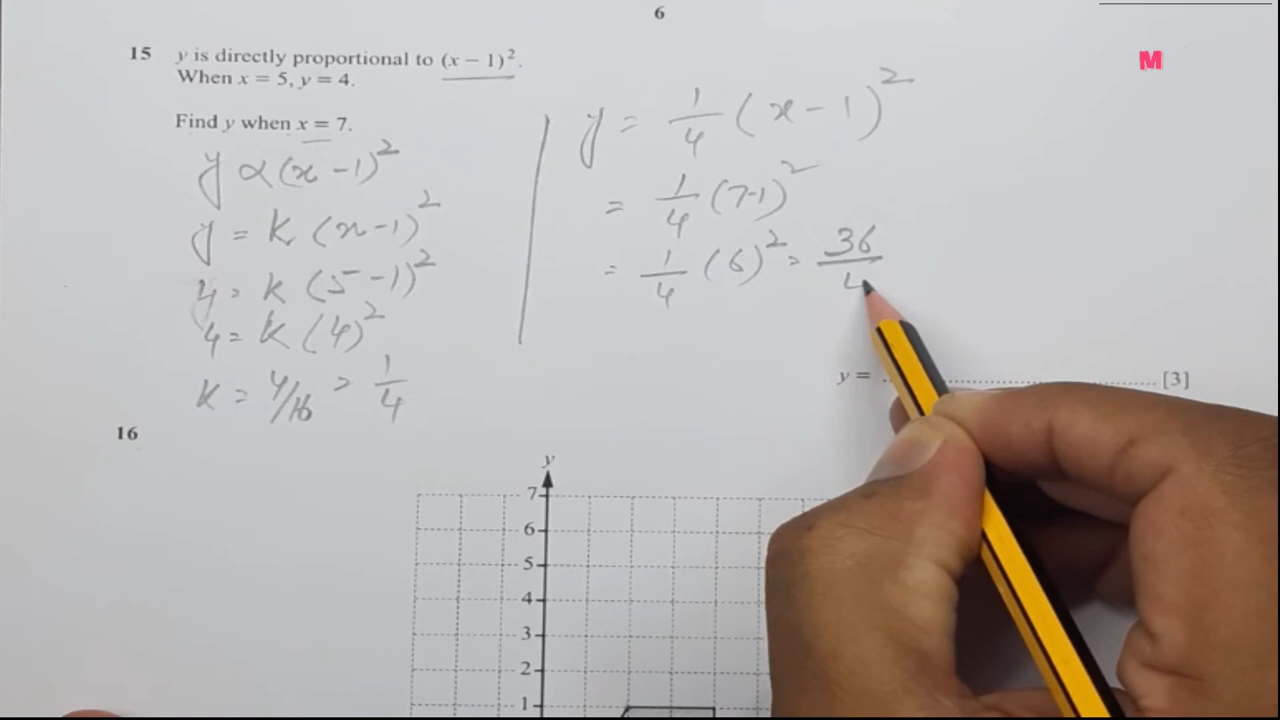 6
M
15 y is directly proportional to (x − 1)².
When x = 5, y = 4.
Find y when x = 7.
y ∝ (x − 1)²
y = k (x − 1)²
4 = k (5 − 1)²
4 = k (4)²
k = 4/16 = 1/4
y = 1/4 (x − 1)²
= 1/4 (7-1)²
= 1/4 (6)² = 36/4
y = .............................. [3]
16
y
7
6
5
4
3
2
1